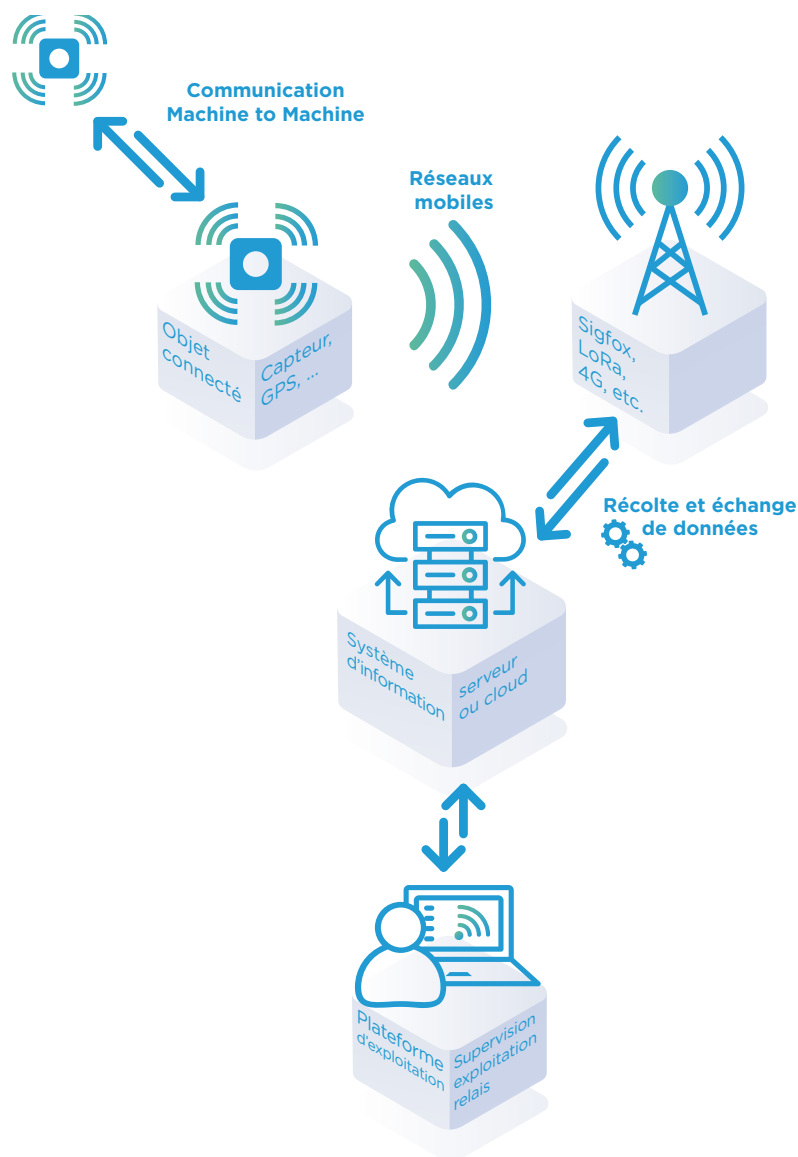 Communication
Machine to Machine
Réseaux
mobiles
Objet
connecté
Capteur,
GPS, ...
Sigfox,
LoRa,
4G, etc.
Récolte et échange
de données
Système
d'information
serveur
ou cloud
Plateforme
d'exploitation
Supervision
exploitation
relais